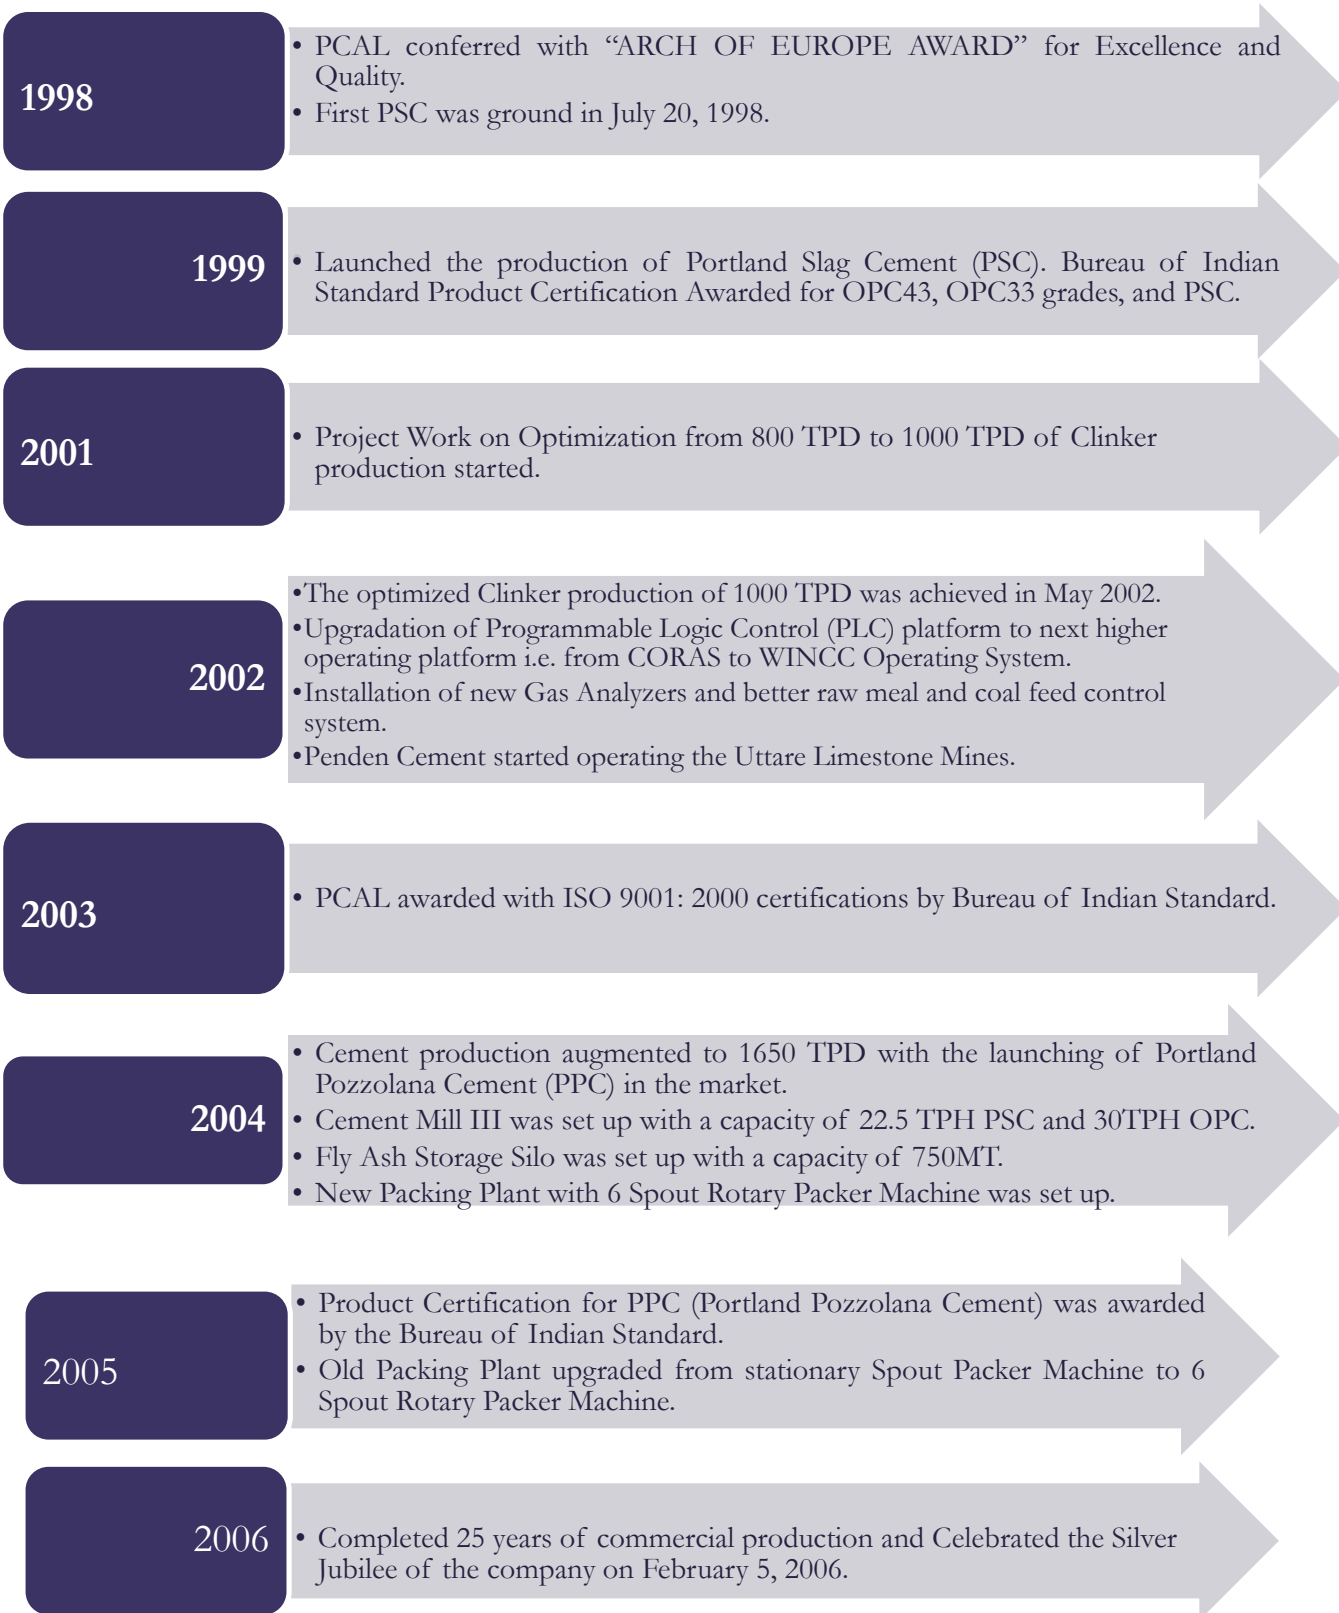 1998
• PCAL conferred with “ARCH OF EUROPE AWARD” for Excellence and
Quality.
• First PSC was ground in July 20, 1998.
1999
• Launched the production of Portland Slag Cement (PSC). Bureau of Indian
Standard Product Certification Awarded for OPC43, OPC33 grades, and PSC.
2001
• Project Work on Optimization from 800 TPD to 1000 TPD of Clinker
production started.
2002
•The optimized Clinker production of 1000 TPD was achieved in May 2002.
•Upgradation of Programmable Logic Control (PLC) platform to next higher
operating platform i.e. from CORAS to WINCC Operating System.
•Installation of new Gas Analyzers and better raw meal and coal feed control
system.
•Penden Cement started operating the Uttare Limestone Mines.
2003
• PCAL awarded with ISO 9001: 2000 certifications by Bureau of Indian Standard.
2004
• Cement production augmented to 1650 TPD with the launching of Portland
Pozzolana Cement (PPC) in the market.
• Cement Mill III was set up with a capacity of 22.5 TPH PSC and 30TPH OPC.
• Fly Ash Storage Silo was set up with a capacity of 750MT.
• New Packing Plant with 6 Spout Rotary Packer Machine was set up.
2005
• Product Certification for PPC (Portland Pozzolana Cement) was awarded
by the Bureau of Indian Standard.
• Old Packing Plant upgraded from stationary Spout Packer Machine to 6
Spout Rotary Packer Machine.
2006
• Completed 25 years of commercial production and Celebrated the Silver
Jubilee of the company on February 5, 2006.